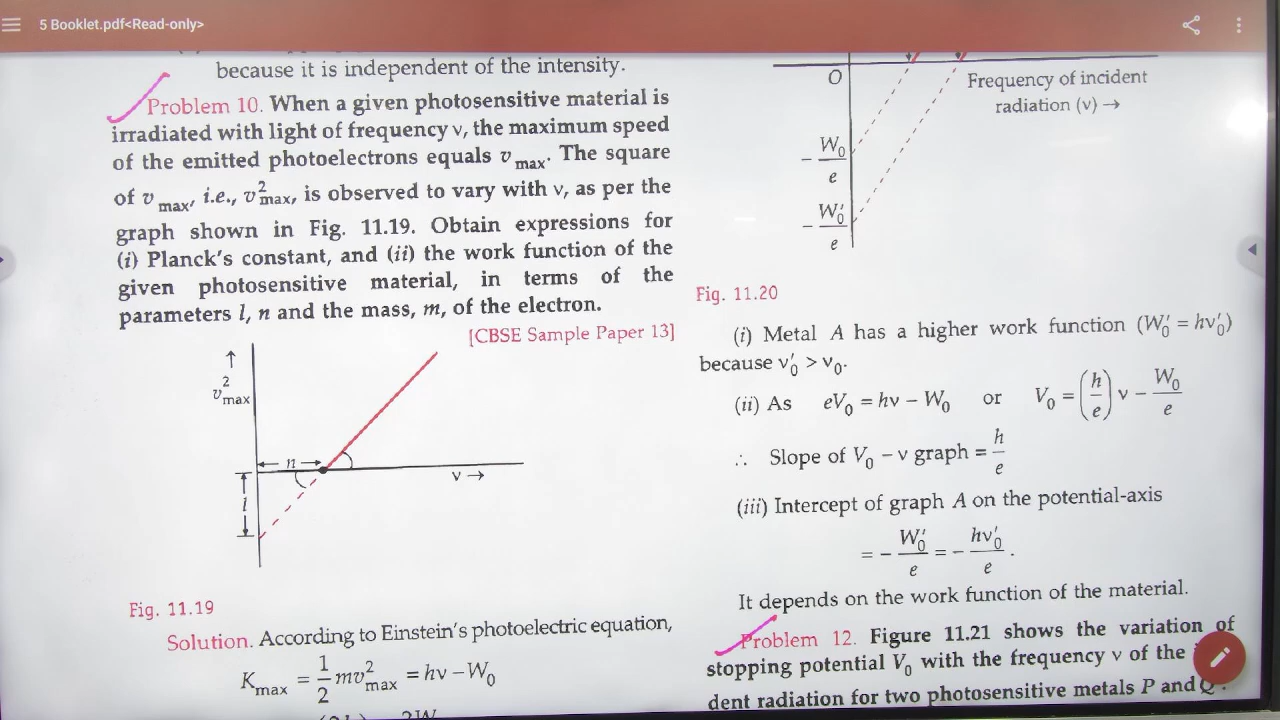 5 Booklet.pdf<Read-only>
because it is independent of the intensity.
Problem 10. When a given photosensitive material is
irradiated with light of frequency ν, the maximum speed
of the emitted photoelectrons equals v_max. The square
of v_max, i.e., v²_max, is observed to vary with ν, as per the
graph shown in Fig. 11.19. Obtain expressions for
(i) Planck's constant, and (ii) the work function of the
given photosensitive material, in terms of the
parameters l, n and the mass, m, of the electron.
[CBSE Sample Paper 13]
↑
v²_max
n
ν →
l
Fig. 11.19
Solution. According to Einstein's photoelectric equation,
K_max = 1/2 mv²_max = hν − W₀
O
Frequency of incident
radiation (ν) →
− W₀/e
− W₀′/e
Fig. 11.20
(i) Metal A has a higher work function (W₀′ = hν₀′)
because ν₀′ > ν₀.
(ii) As eV₀ = hν − W₀ or V₀ = (h/e) ν − W₀/e
∴ Slope of V₀ − ν graph = h/e
(iii) Intercept of graph A on the potential-axis
= − W₀′/e = − hν₀′/e .
It depends on the work function of the material.
Problem 12. Figure 11.21 shows the variation of
stopping potential V₀ with the frequency ν of the
dent radiation for two photosensitive metals P and Q